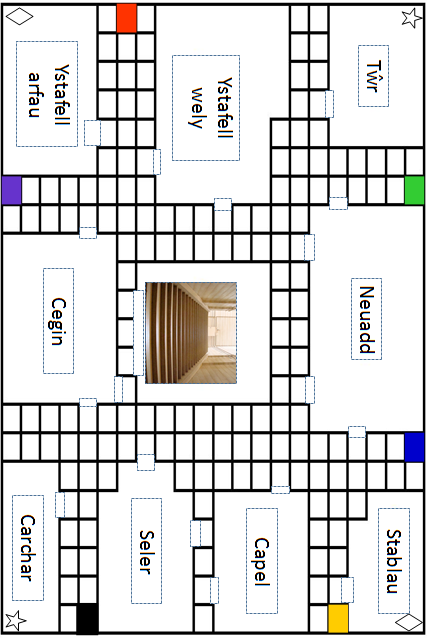 Ystafell
arfau
Ystafell
wely
Tŵr
Cegin
Neuadd
Carchar
Seler
Capel
Stablau